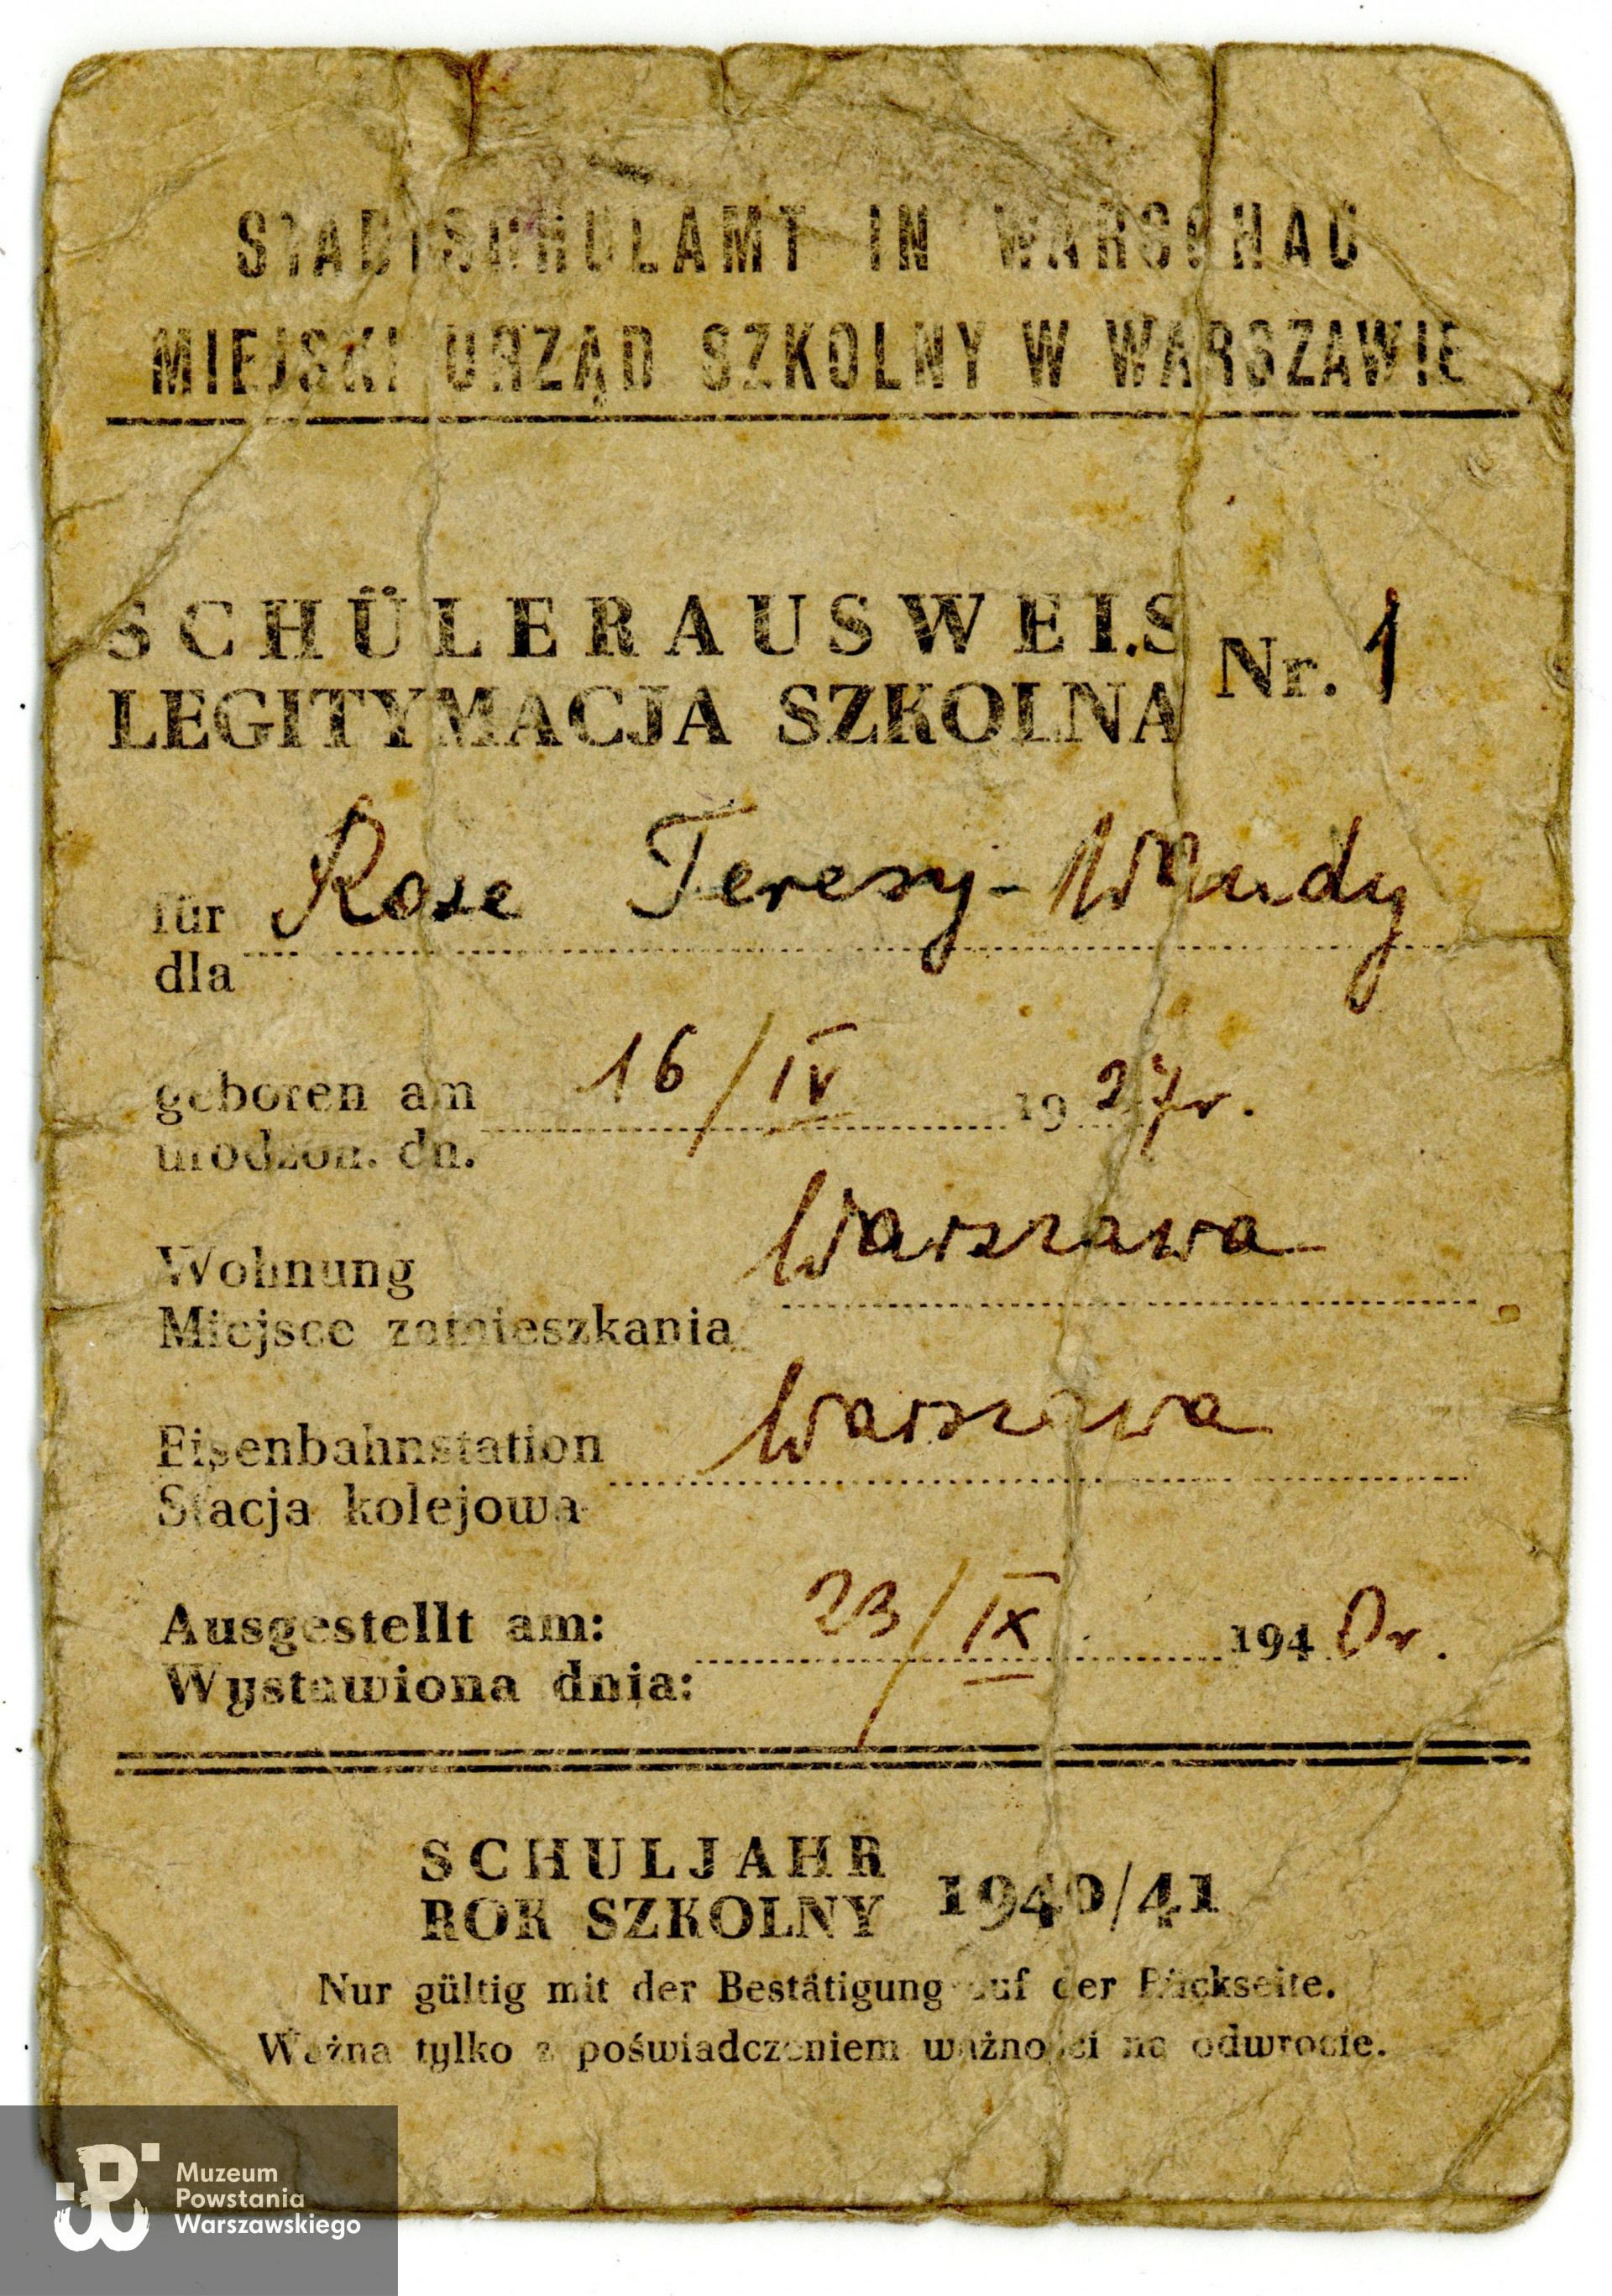 STADTSCHULAMT IN WARSCHAU
MIEJSKI URZĄD SZKOLNY W WARSZAWIE
SCHÜLERAUSWEIS
LEGITYMACJA SZKOLNA
Nr. 1
für Rose Teresy-Wandy
dla
geboren am 16/IV 1927r.
urodzon. dn.
Wohnung Warszawa
Miejsce zamieszkania
Eisenbahnstation Warszawa
Stacja kolejowa
Ausgestellt am: 23/IX 1940r.
Wystawiona dnia:
SCHULJAHR
ROK SZKOLNY
1940/41
Nur gültig mit der Bestätigung auf der Rückseite.
Ważna tylko z poświadczeniem ważności na odwrocie.
Muzeum
Powstania
Warszawskiego